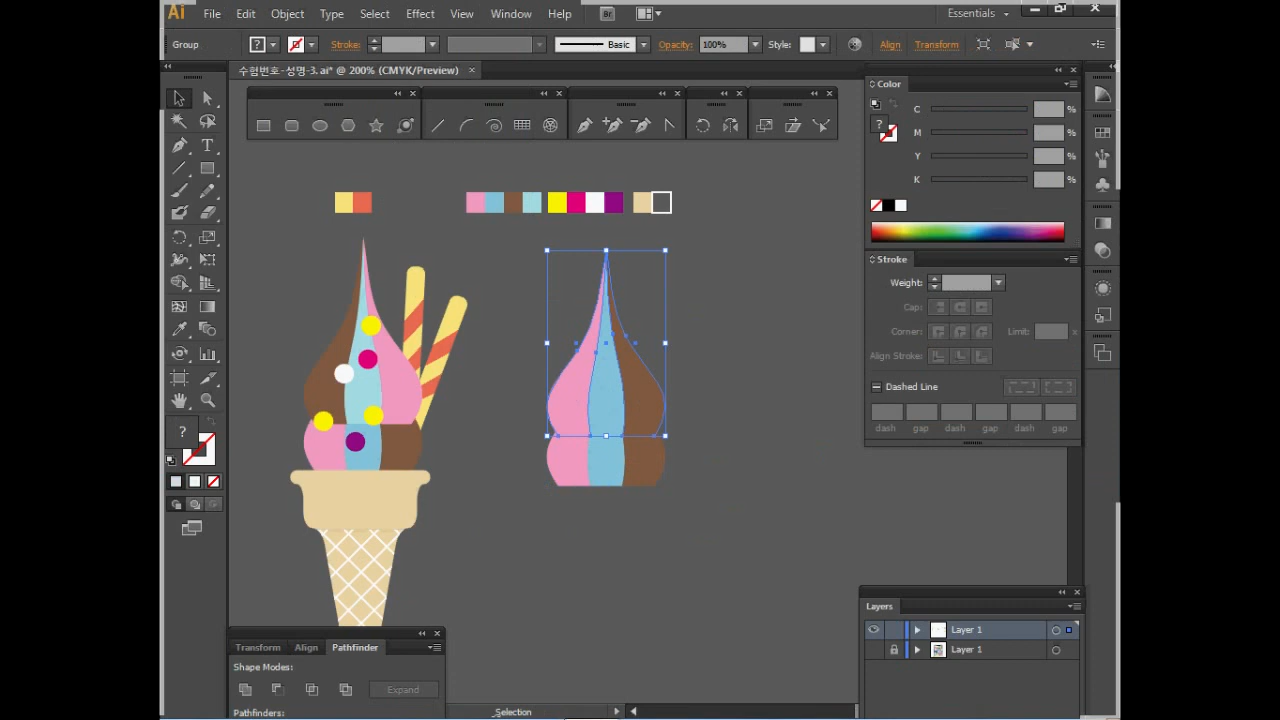 Ai File Edit Object Type Select Effect View Window Help Br Essentials
Group ? Stroke: Basic Opacity: 100% Style: Align Transform
수험번호-성명-3.ai* @ 200% (CMYK/Preview)
Color
C %
M %
Y %
K %
?
Stroke
Weight:
Cap:
Corner: Limit: x
Align Stroke:
Dashed Line
dash gap dash gap dash gap
Layers
Layer 1
Layer 1
Transform Align Pathfinder
Shape Modes:
Expand
Pathfinders:
Selection